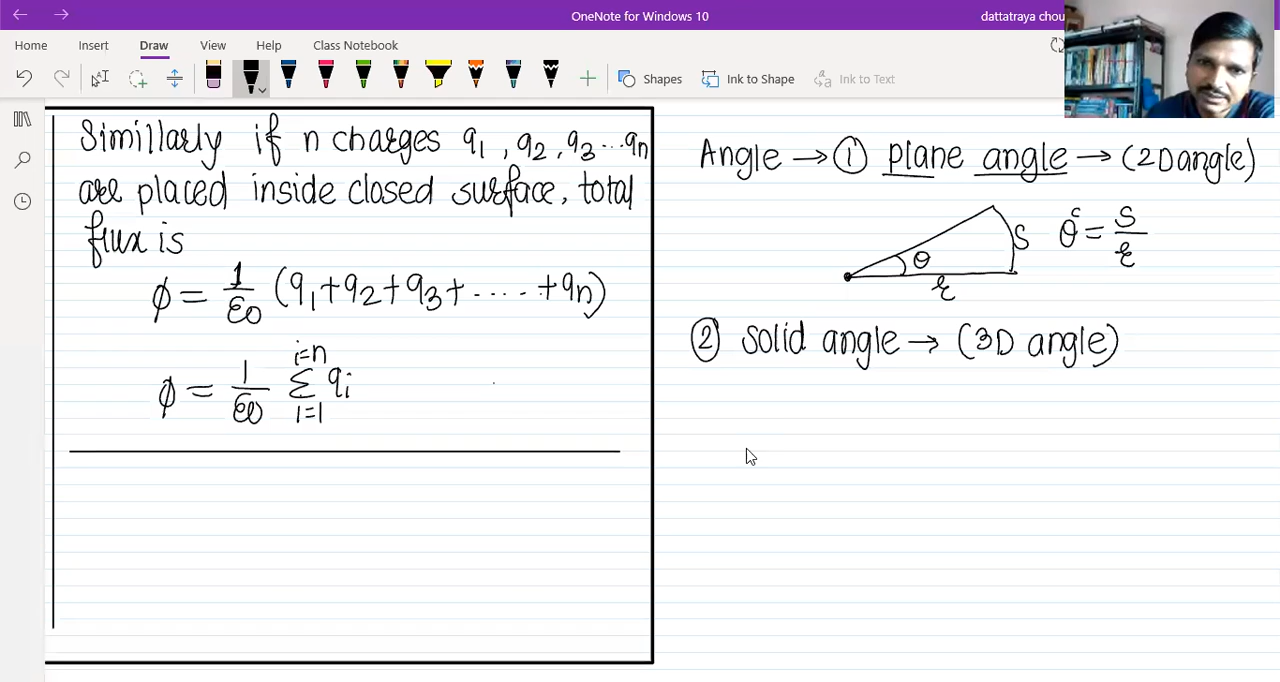 OneNote for Windows 10
dattatraya chou
Home Insert Draw View Help Class Notebook
Shapes Ink to Shape Ink to Text
Simillarly if n charges q1, q2, q3...qn
are placed inside closed surface, total
flux is
ϕ = 1/ε0 (q1+q2+q3+.....+qn)
ϕ = 1/ε0 Σ i=1 i=n qi
Angle → ① plane angle → (2D angle)
θ S r θᶜ = S/r
② solid angle → (3D angle)